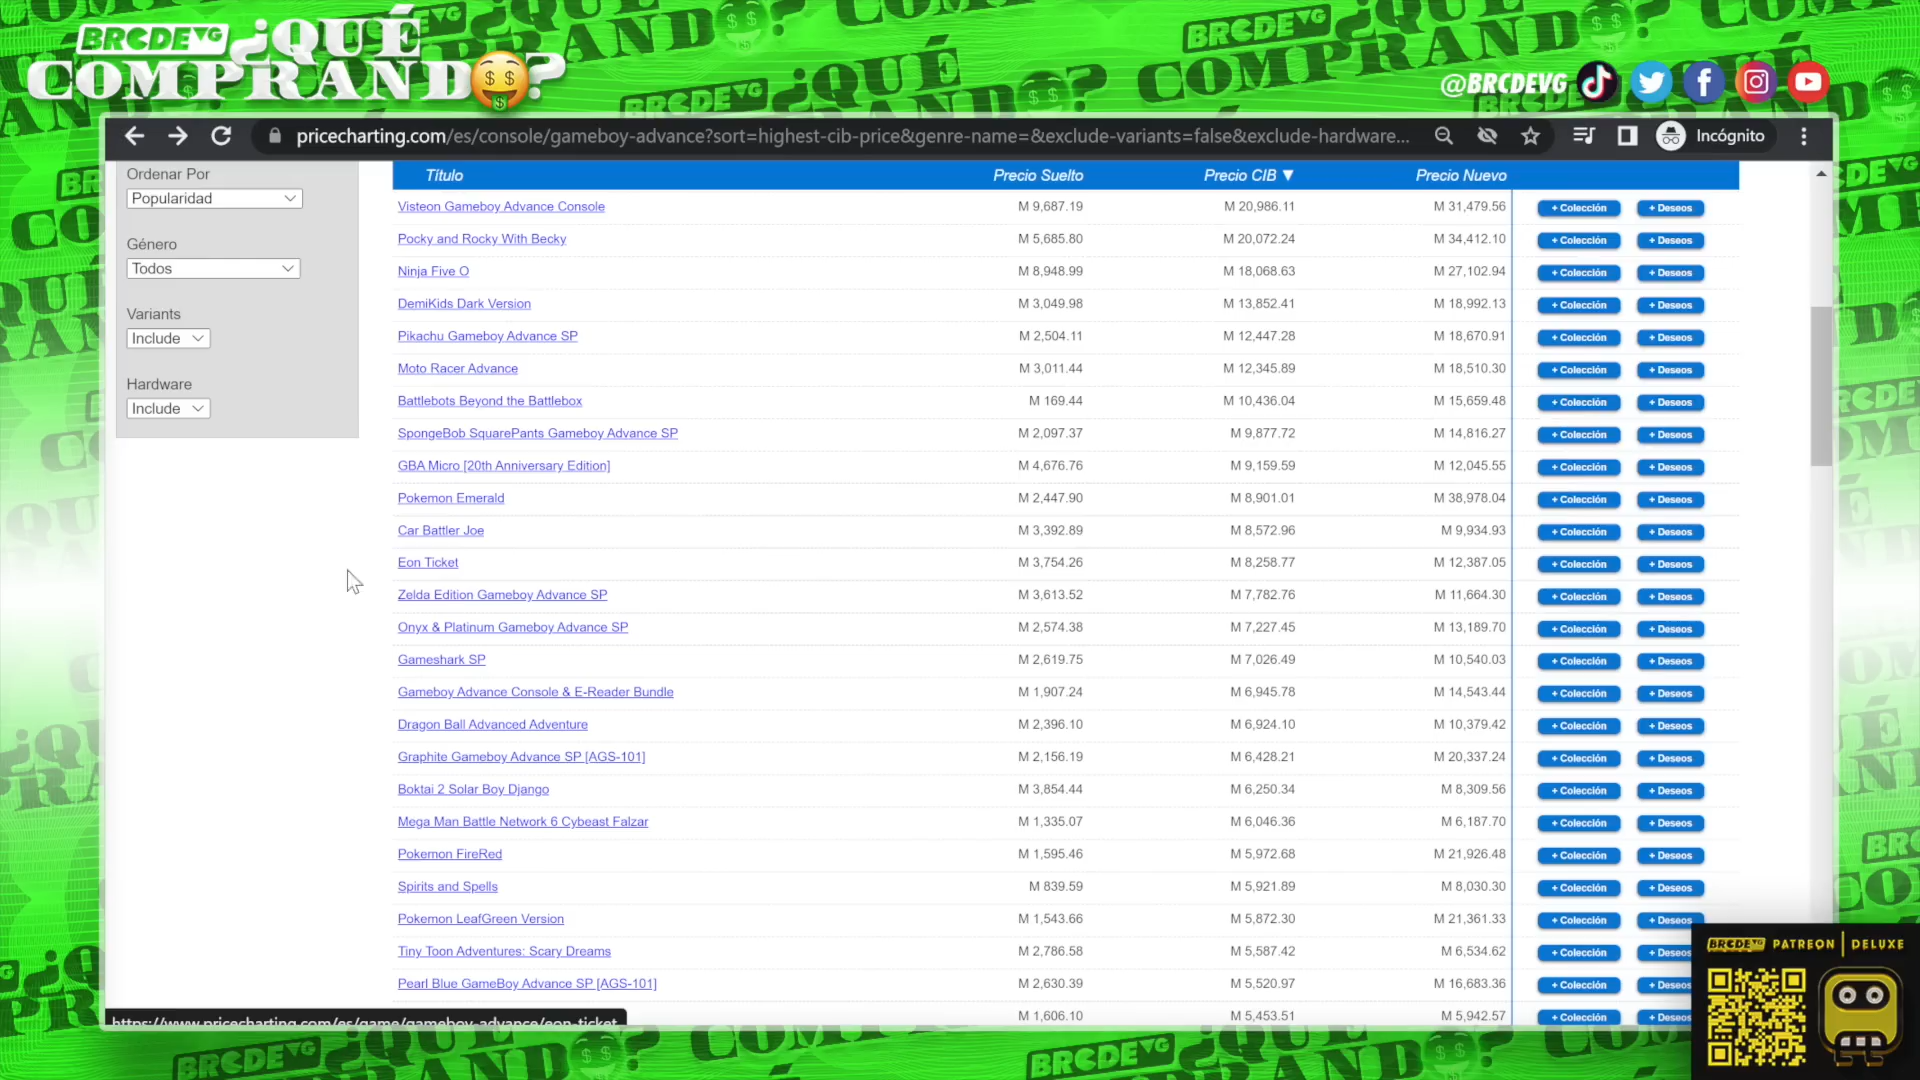 BRCDEVG ¿QUÉ
COMPRANDO?
@BRCDEVG
pricecharting.com/es/console/gameboy-advance?sort=highest-cib-price&genre-name=&exclude-variants=false&exclude-hardware...
Incógnito
Ordenar Por
Popularidad
Género
Todos
Variants
Include
Hardware
Include
Título Precio Suelto Precio CIB ▼ Precio Nuevo
Visteon Gameboy Advance Console M 9,687.19 M 20,986.11 M 31,479.56 + Colección + Deseos
Pocky and Rocky With Becky M 5,685.80 M 20,072.24 M 34,412.10 + Colección + Deseos
Ninja Five O M 8,948.99 M 18,068.63 M 27,102.94 + Colección + Deseos
DemiKids Dark Version M 3,049.98 M 13,852.41 M 18,992.13 + Colección + Deseos
Pikachu Gameboy Advance SP M 2,504.11 M 12,447.28 M 18,670.91 + Colección + Deseos
Moto Racer Advance M 3,011.44 M 12,345.89 M 18,510.30 + Colección + Deseos
Battlebots Beyond the Battlebox M 169.44 M 10,436.04 M 15,659.48 + Colección + Deseos
SpongeBob SquarePants Gameboy Advance SP M 2,097.37 M 9,877.72 M 14,816.27 + Colección + Deseos
GBA Micro [20th Anniversary Edition] M 4,676.76 M 9,159.59 M 12,045.55 + Colección + Deseos
Pokemon Emerald M 2,447.90 M 8,901.01 M 38,978.04 + Colección + Deseos
Car Battler Joe M 3,392.89 M 8,572.96 M 9,934.93 + Colección + Deseos
Eon Ticket M 3,754.26 M 8,258.77 M 12,387.05 + Colección + Deseos
Zelda Edition Gameboy Advance SP M 3,613.52 M 7,782.76 M 11,664.30 + Colección + Deseos
Onyx & Platinum Gameboy Advance SP M 2,574.38 M 7,227.45 M 13,189.70 + Colección + Deseos
Gameshark SP M 2,619.75 M 7,026.49 M 10,540.03 + Colección + Deseos
Gameboy Advance Console & E-Reader Bundle M 1,907.24 M 6,945.78 M 14,543.44 + Colección + Deseos
Dragon Ball Advanced Adventure M 2,396.10 M 6,924.10 M 10,379.42 + Colección + Deseos
Graphite Gameboy Advance SP [AGS-101] M 2,156.19 M 6,428.21 M 20,337.24 + Colección + Deseos
Boktai 2 Solar Boy Django M 3,854.44 M 6,250.34 M 8,309.56 + Colección + Deseos
Mega Man Battle Network 6 Cybeast Falzar M 1,335.07 M 6,046.36 M 6,187.70 + Colección + Deseos
Pokemon FireRed M 1,595.46 M 5,972.68 M 21,926.48 + Colección + Deseos
Spirits and Spells M 839.59 M 5,921.89 M 8,030.30 + Colección + Deseos
Pokemon LeafGreen Version M 1,543.66 M 5,872.30 M 21,361.33 + Colección + Deseos
Tiny Toon Adventures: Scary Dreams M 2,786.58 M 5,587.42 M 6,534.62 + Colección + Deseos
Pearl Blue GameBoy Advance SP [AGS-101] M 2,630.39 M 5,520.97 M 16,683.36 + Colección + Deseos
M 1,606.10 M 5,453.51 M 5,942.57 + Colección + Deseos
https://www.pricecharting.com/es/game/gameboy-advance/eon-ticket
BRCDEVG PATREON | DELUXE